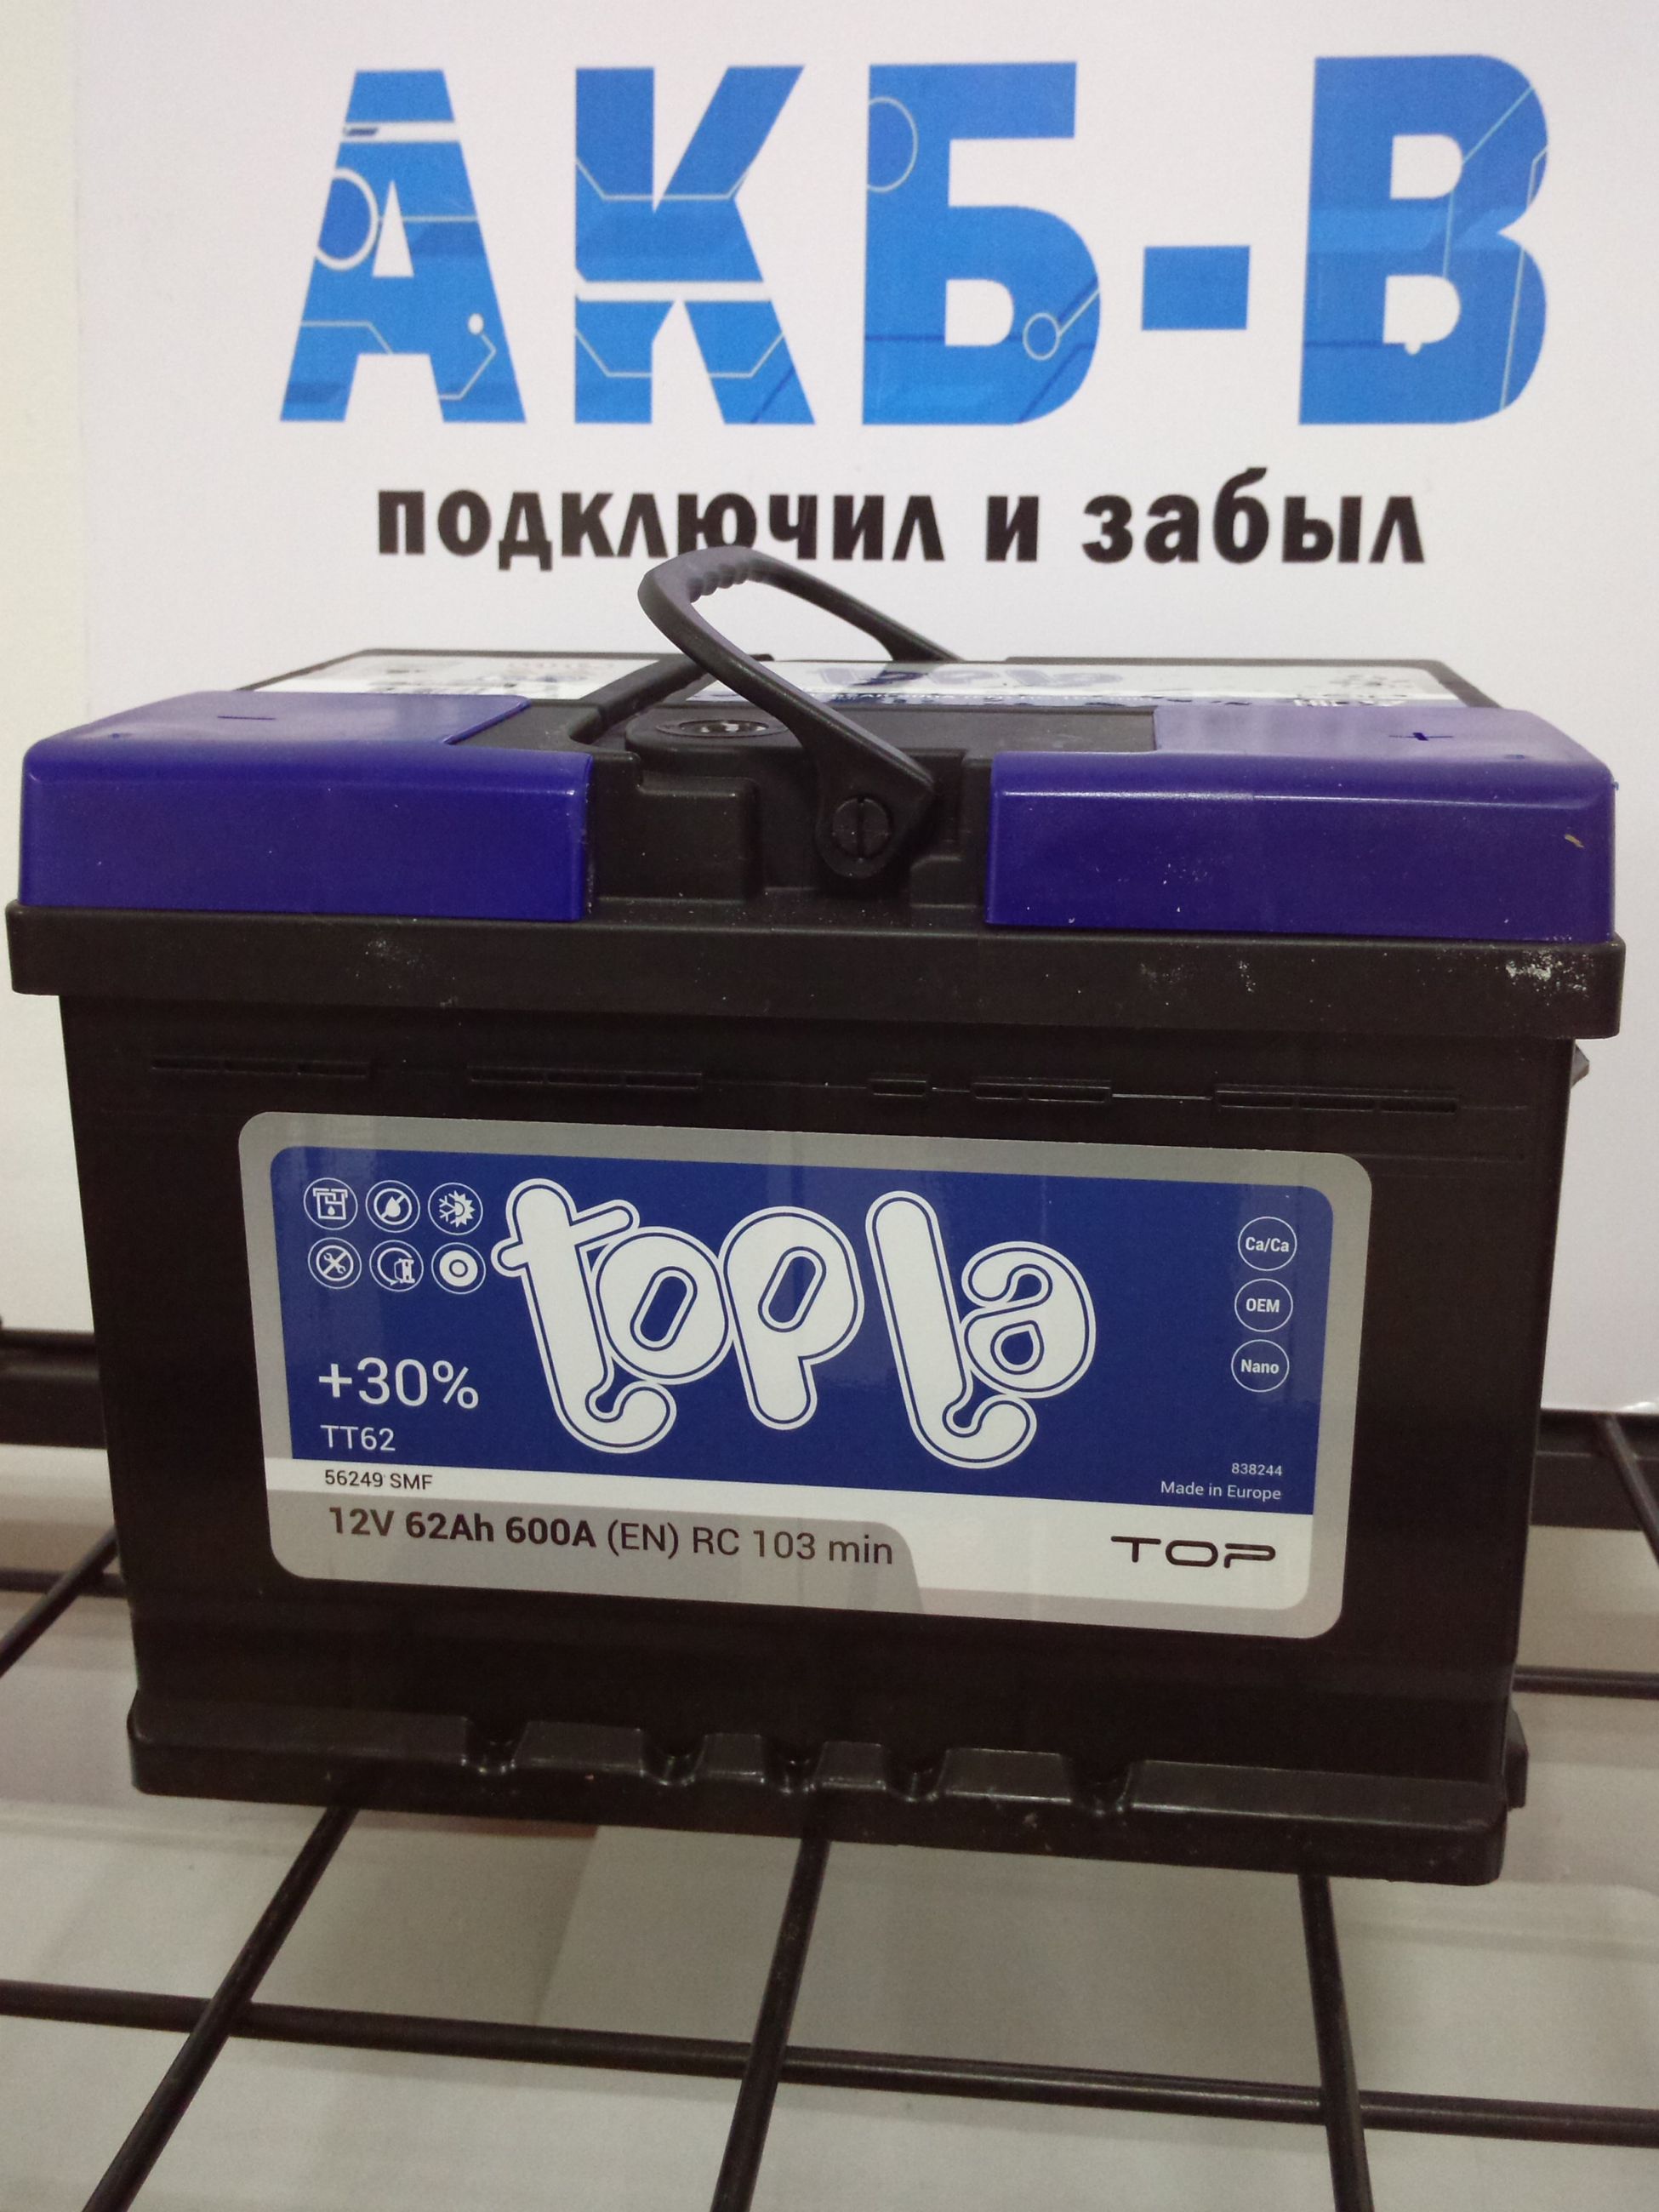 АКБ-В
подключил и забыл
-
+
topla
Ca/Ca
OEM
Nano
+30%
TT62
56249 SMF
838244
Made in Europe
12V 62Ah 600A (EN) RC 103 min
TOP